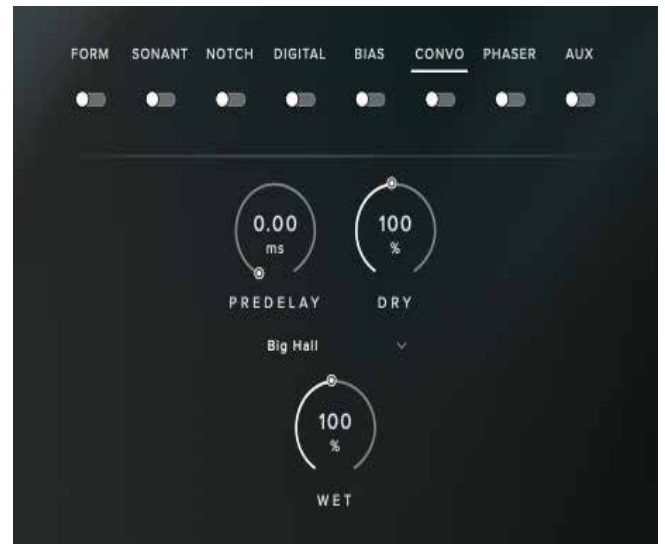 FORM SONANT NOTCH DIGITAL BIAS CONVO PHASER AUX
0.00 100
ms %
PREDELAY DRY
Big Hall
100
%
WET